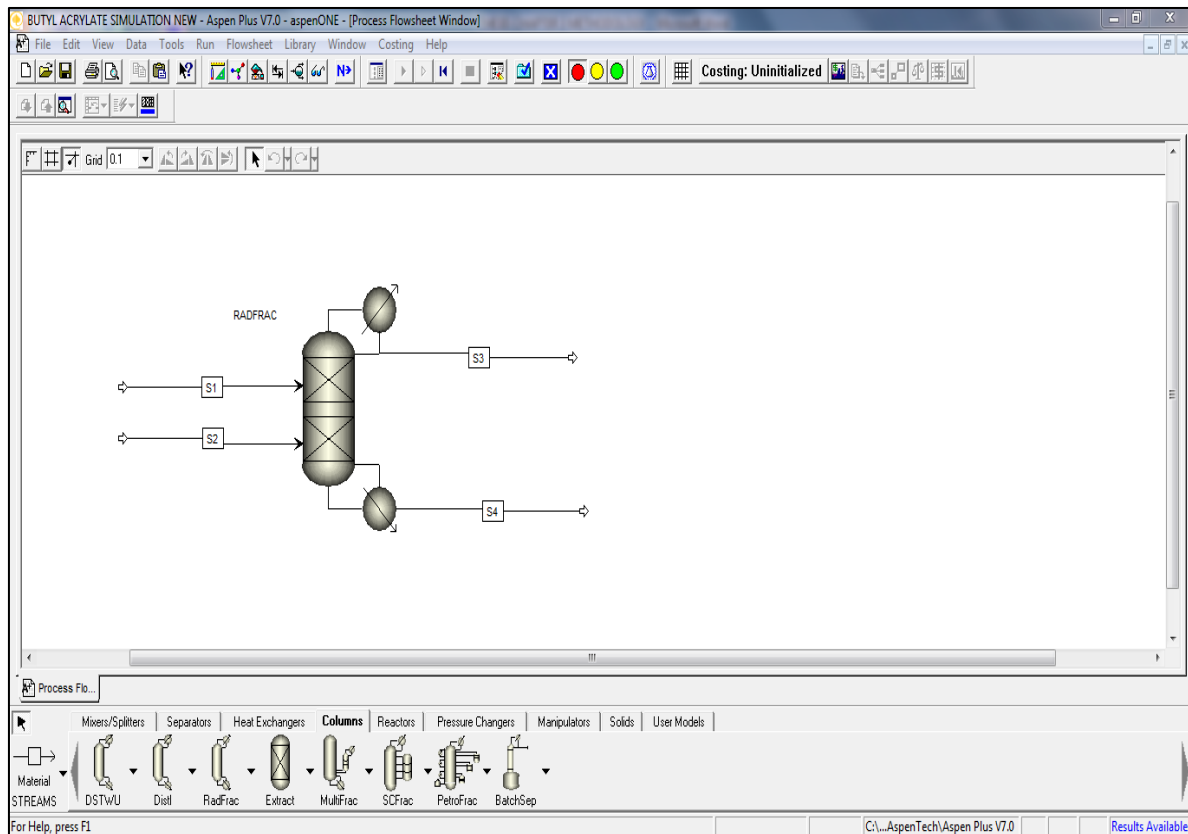 BUTYL ACRYLATE SIMULATION NEW - Aspen Plus V7.0 - aspenONE - [Process Flowsheet Window]
File Edit View Data Tools Run Flowsheet Library Window Costing Help
N> Costing: Uninitialized
Grid 0.1
RADFRAC
S3
S1
S2
S4
Process Flo...
Mixers/Splitters Separators Heat Exchangers Columns Reactors Pressure Changers Manipulators Solids User Models
Material
STREAMS DSTWU Distl RadFrac Extract MultiFrac SCFrac PetroFrac BatchSep
For Help, press F1 C:\...AspenTech\Aspen Plus V7.0 Results Available